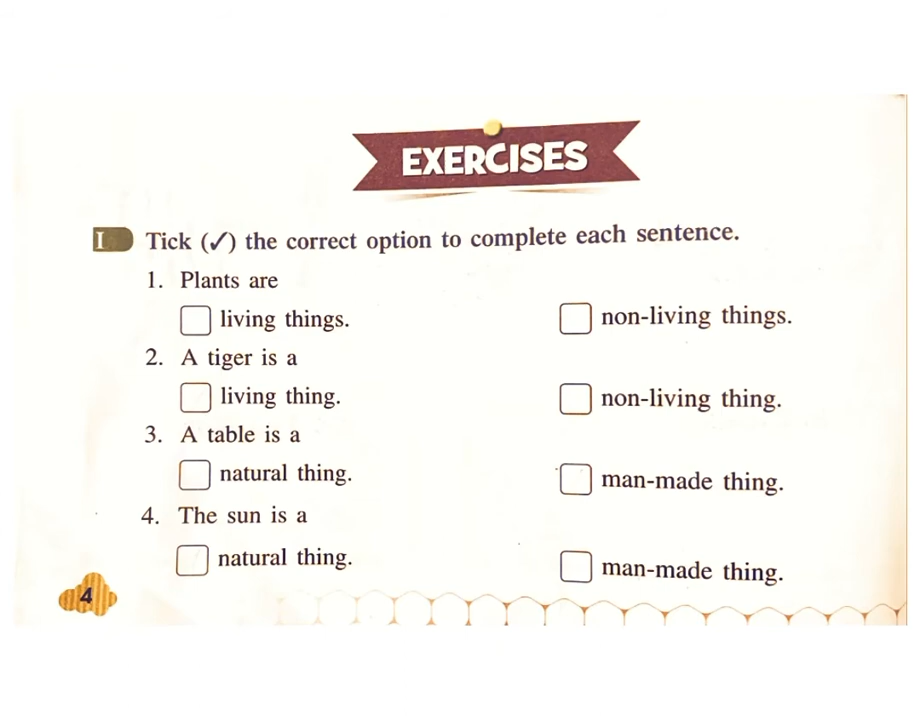 EXERCISES
I Tick (✓) the correct option to complete each sentence.
1. Plants are
living things. non-living things.
2. A tiger is a
living thing. non-living thing.
3. A table is a
natural thing. man-made thing.
4. The sun is a
natural thing. man-made thing.
4